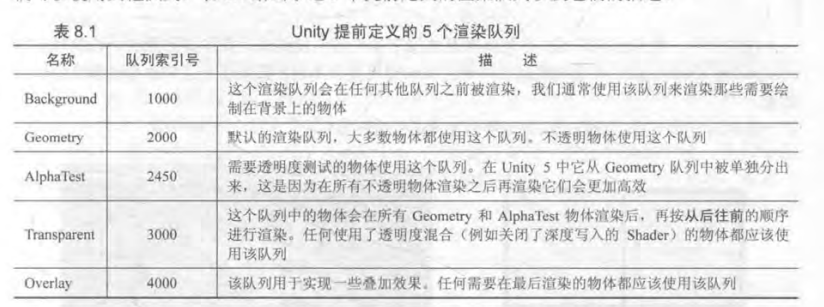 表 8.1
Unity 提前定义的 5 个渲染队列
名称 队列索引号 描 述
Background 1000 这个渲染队列会在任何其他队列之前被渲染，我们通常使用该队列来渲染那些需要绘
制在背景上的物体
Geometry 2000 默认的渲染队列，大多数物体都使用这个队列。不透明物体使用这个队列
AlphaTest 2450 需要透明度测试的物体使用这个队列。在 Unity 5 中它从 Geometry 队列中被单独分出
来，这是因为在所有不透明物体渲染之后再渲染它们会更加高效
Transparent 3000 这个队列中的物体会在所有 Geometry 和 AlphaTest 物体渲染后，再按从后往前的顺序
进行渲染。任何使用了透明度混合（例如关闭了深度写入的 Shader）的物体都应该使
用该队列
Overlay 4000 该队列用于实现一些叠加效果。任何需要在最后渲染的物体都应该使用该队列